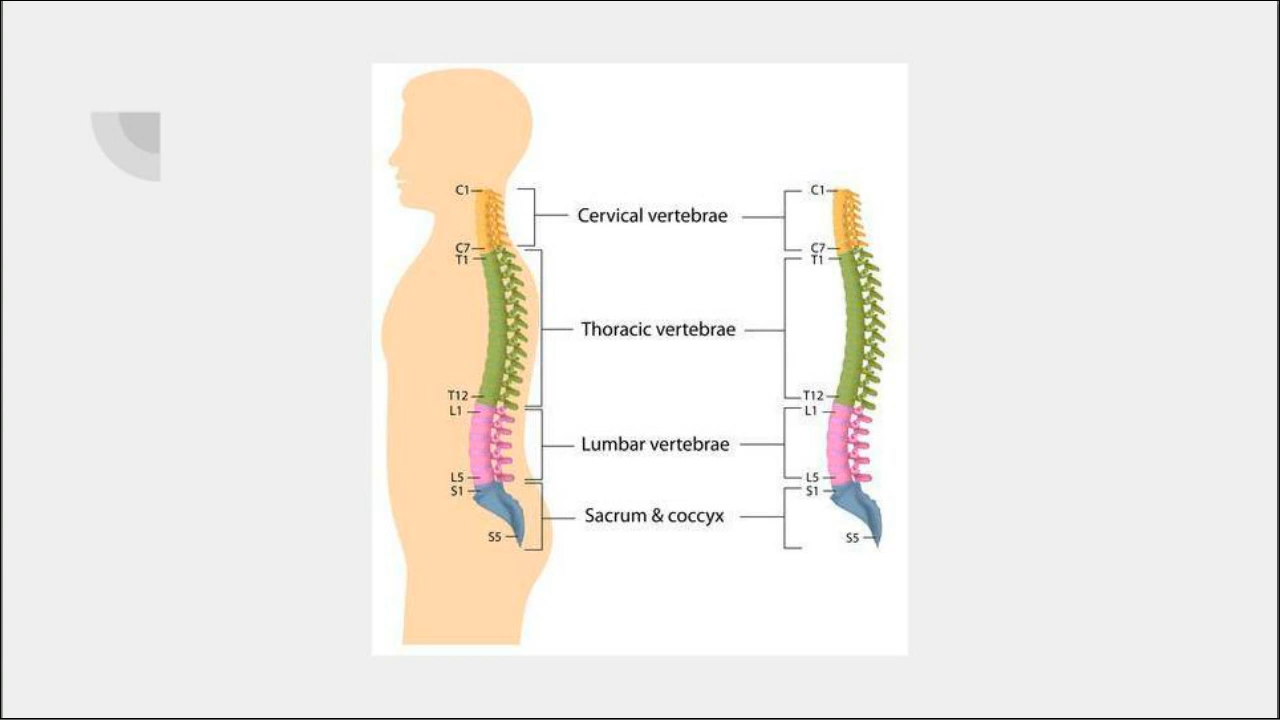 C1
Cervical vertebrae
C1
C7
C7
T1
T1
Thoracic vertebrae
T12
T12
L1
L1
Lumbar vertebrae
L5
L5
S1
S1
Sacrum & coccyx
S5
S5